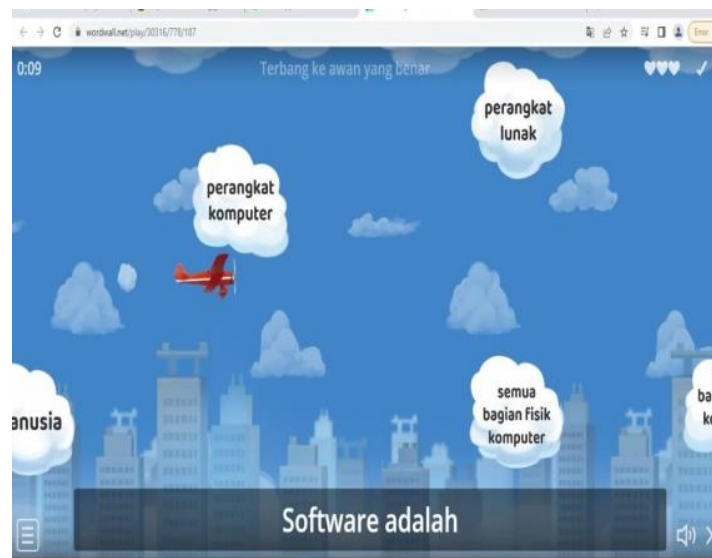 wordwall.net/play/30316/778/187
Error
0:09
Terbang ke awan yang benar
perangkat
lunak
perangkat
komputer
anusia
semua
bagian fisik
komputer
ba
Software adalah